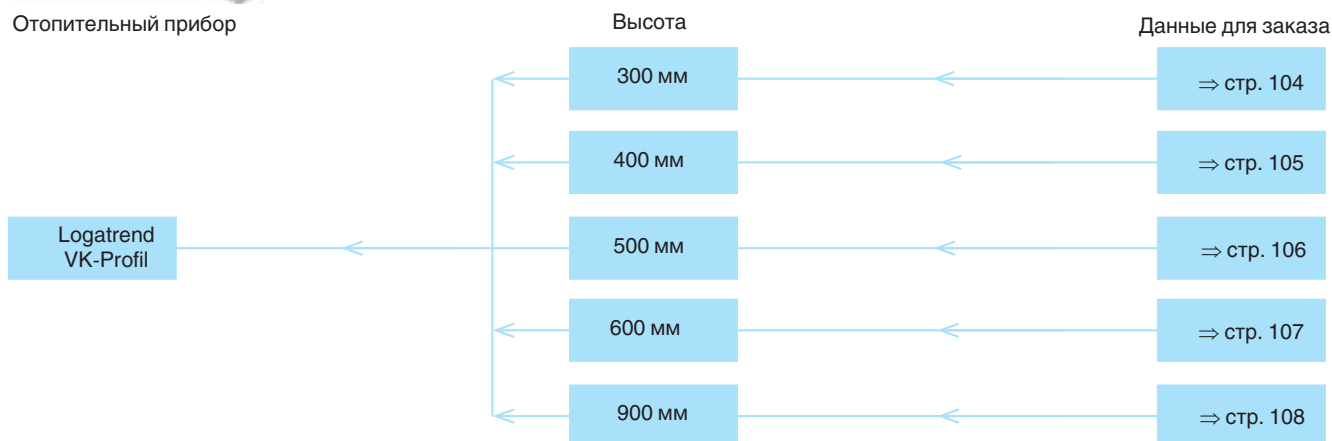 Отопительный прибор
Высота
Данные для заказа
300 мм
⇒ стр. 104
400 мм
⇒ стр. 105
Logatrend
VK-Profil
500 мм
⇒ стр. 106
600 мм
⇒ стр. 107
900 мм
⇒ стр. 108